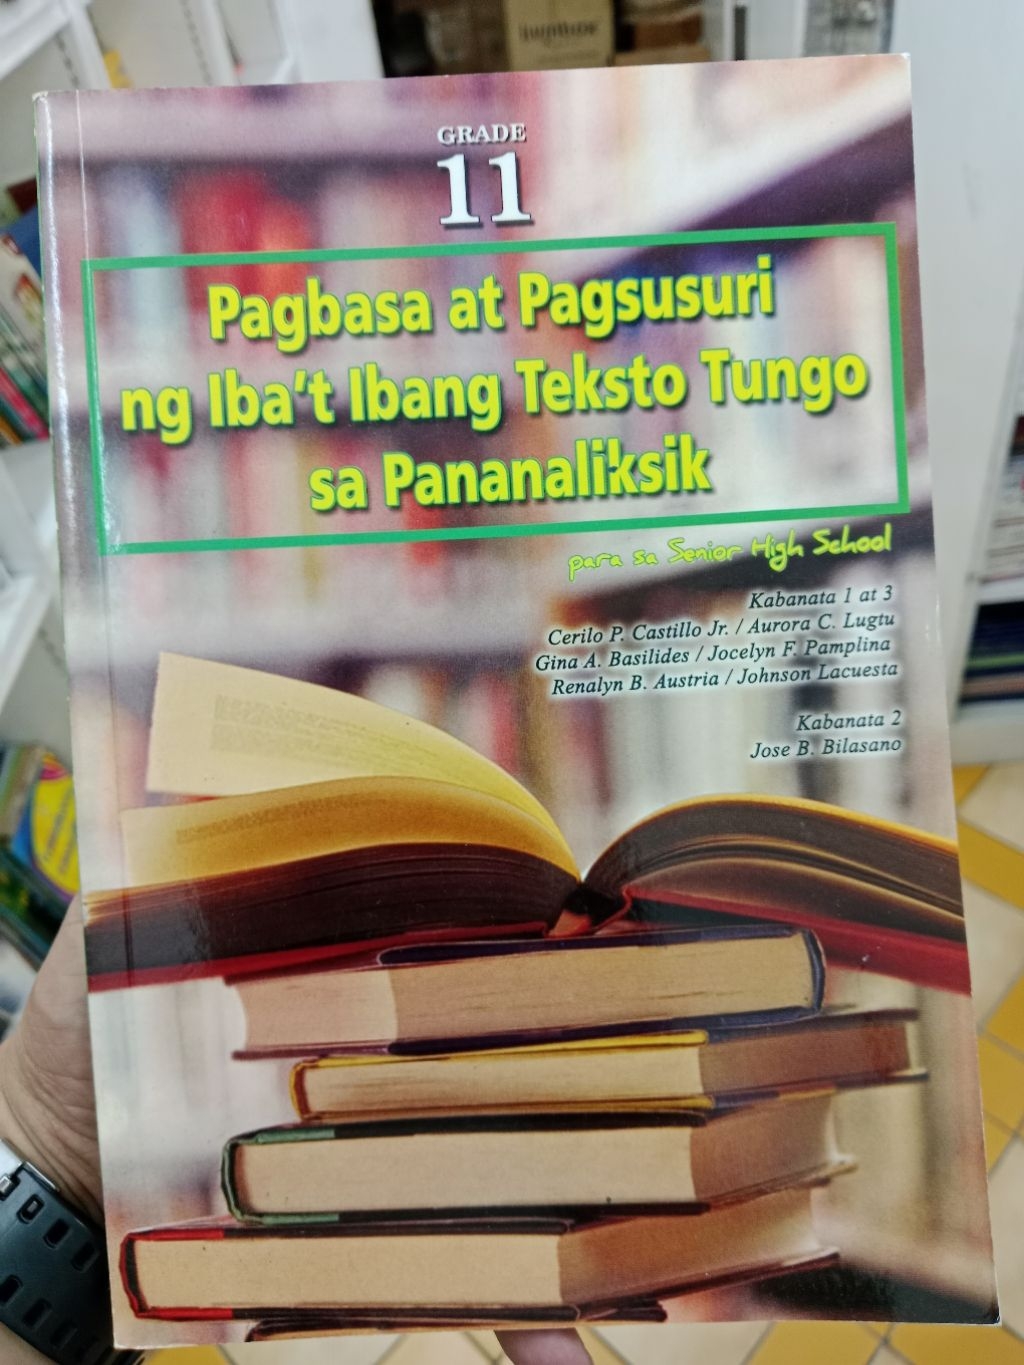 GRADE
11
Pagbasa at Pagsusuri
ng Iba't Ibang Teksto Tungo
sa Pananaliksik
para sa Senior High School
Kabanata 1 at 3
Cerilo P. Castillo Jr. / Aurora C. Lugtu
Gina A. Basilides / Jocelyn F. Pamplina
Renalyn B. Austria / Johnson Lacuesta
Kabanata 2
Jose B. Bilasano